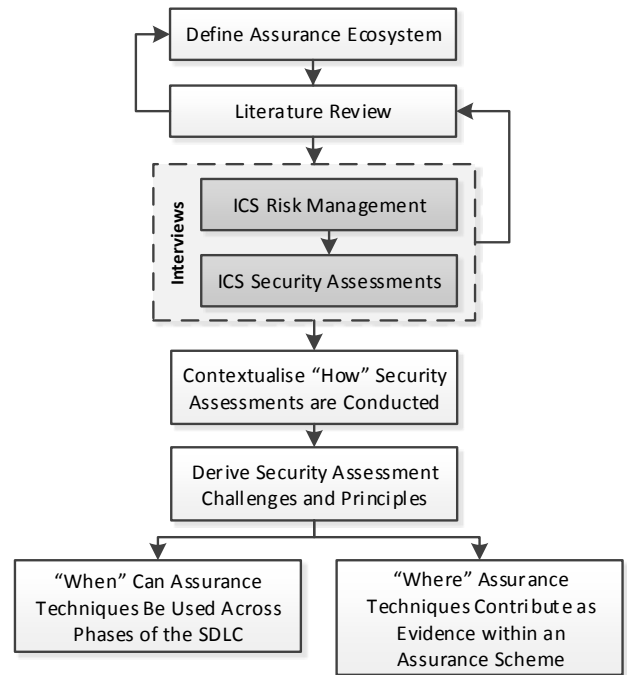 Define Assurance Ecosystem
Literature Review
Interviews
ICS Risk Management
ICS Security Assessments
Contextualise “How” Security
Assessments are Conducted
Derive Security Assessment
Challenges and Principles
“When” Can Assurance
Techniques Be Used Across
Phases of the SDLC
“Where” Assurance
Techniques Contribute as
Evidence within an
Assurance Scheme